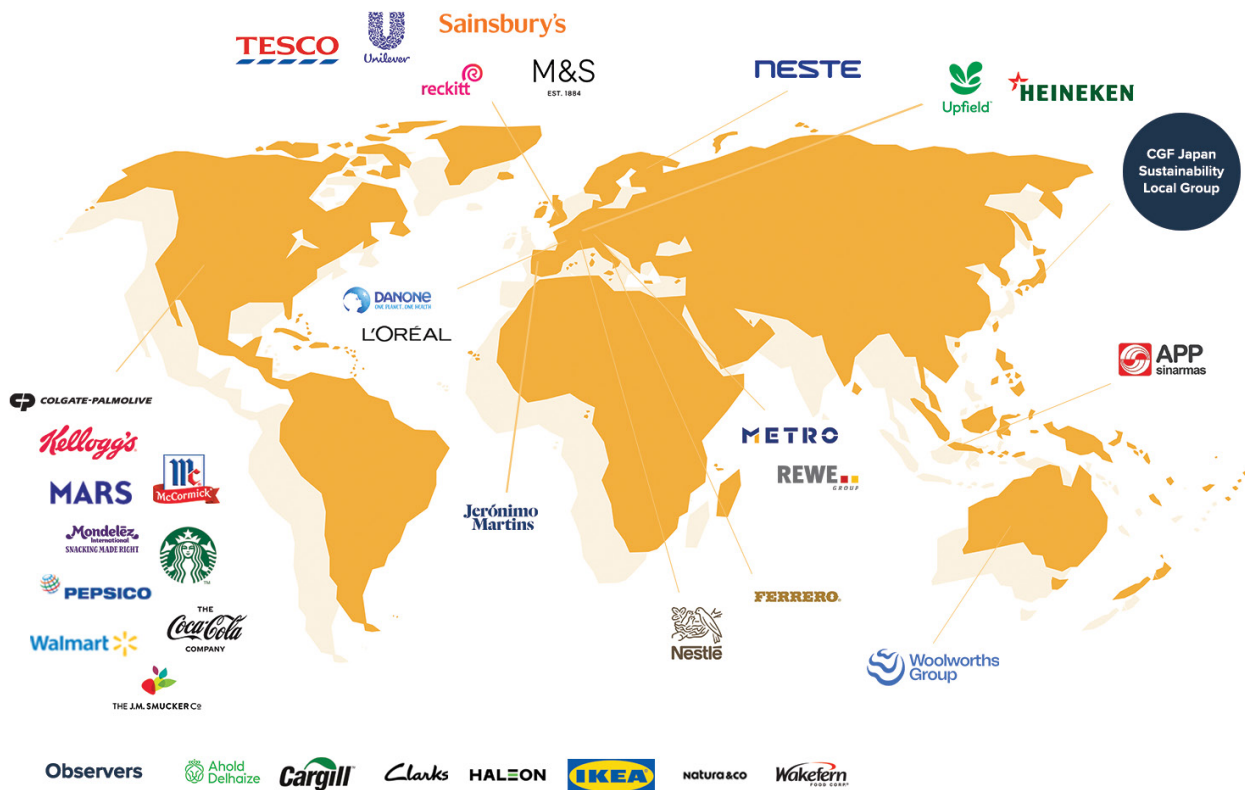 TESCO
Unilever
Sainsbury's
reckitt
M&S
EST. 1884
NESTE
Upfield
HEINEKEN
CGF Japan
Sustainability
Local Group
DANONE
ONE PLANET. ONE HEALTH
L'ORÉAL
APP
sinarmas
COLGATE-PALMOLIVE
Kellogg's
MARS
Mc
McCormick
Mondelēz
International
SNACKING MADE RIGHT
TM
PEPSICO
THE
Coca-Cola
COMPANY
Walmart
THE J.M. SMUCKER Co
Jerónimo
Martins
METRO
REWE
GROUP
FERRERO
Nestlé
Woolworths
Group
Observers
Ahold
Delhaize
Cargill
Clarks
HALEON
IKEA
natura&co
Wakefern
FOOD CORP.